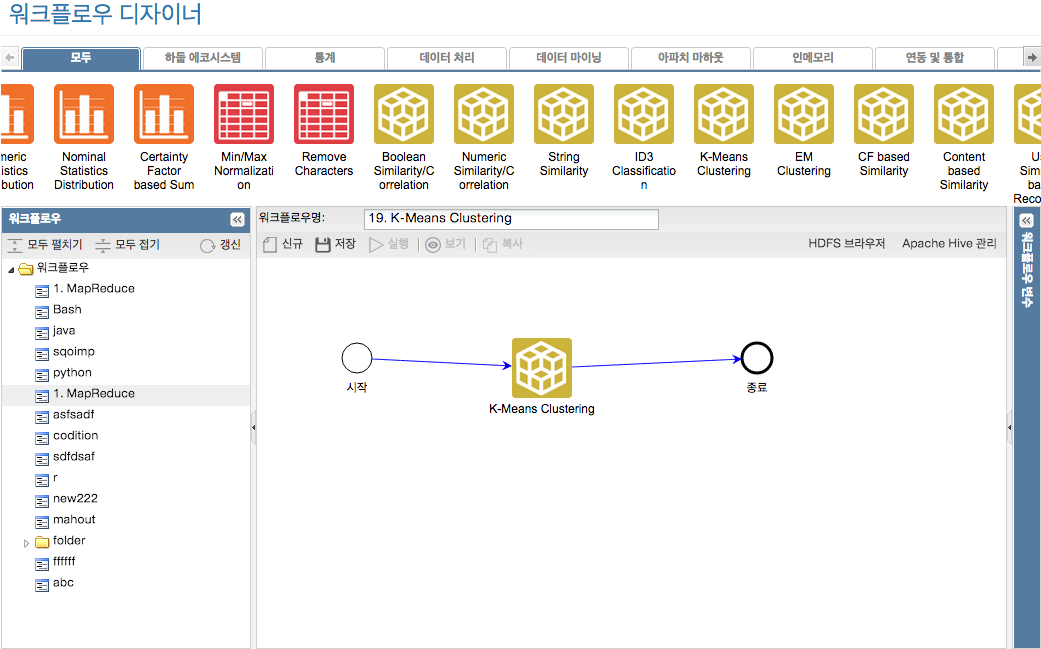 워크플로우 디자이너
모두
하둡 에코시스템
통계
데이터 처리
데이터 마이닝
아파치 마하웃
인메모리
연동 및 통합
meric
istics
bution
Nominal
Statistics
Distribution
Certainty
Factor
based Sum
Min/Max
Normalizati
on
Remove
Characters
Boolean
Similarity/C
orrelation
Numeric
Similarity/C
orrelation
String
Similarity
ID3
Classificatio
n
K-Means
Clustering
EM
Clustering
CF based
Similarity
Content
based
Similarity
Us
Sim
ba
Reco
워크플로우
모두 펼치기
모두 접기
갱신
워크플로우
1. MapReduce
Bash
java
sqoimp
python
1. MapReduce
asfsadf
codition
sdfdsaf
r
new222
mahout
folder
ffffff
abc
워크플로우명:
19. K-Means Clustering
신규
저장
실행
보기
복사
HDFS 브라우저
Apache Hive 관리
시작
K-Means Clustering
종료
워크플로우 변수